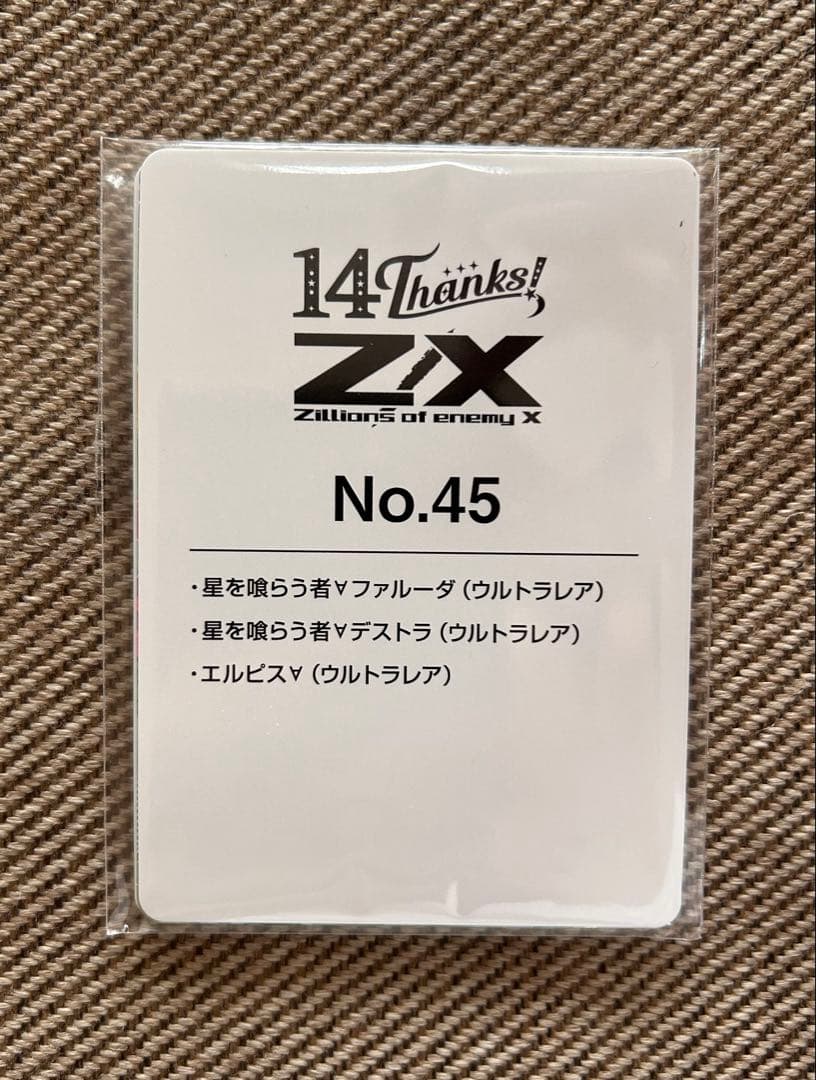 14 Thanks!
Z/X
Zillions of enemy X
No.45
・星を喰らう者∀ファルーダ（ウルトラレア）
・星を喰らう者∀デストラ（ウルトラレア）
・エルピス∀（ウルトラレア）